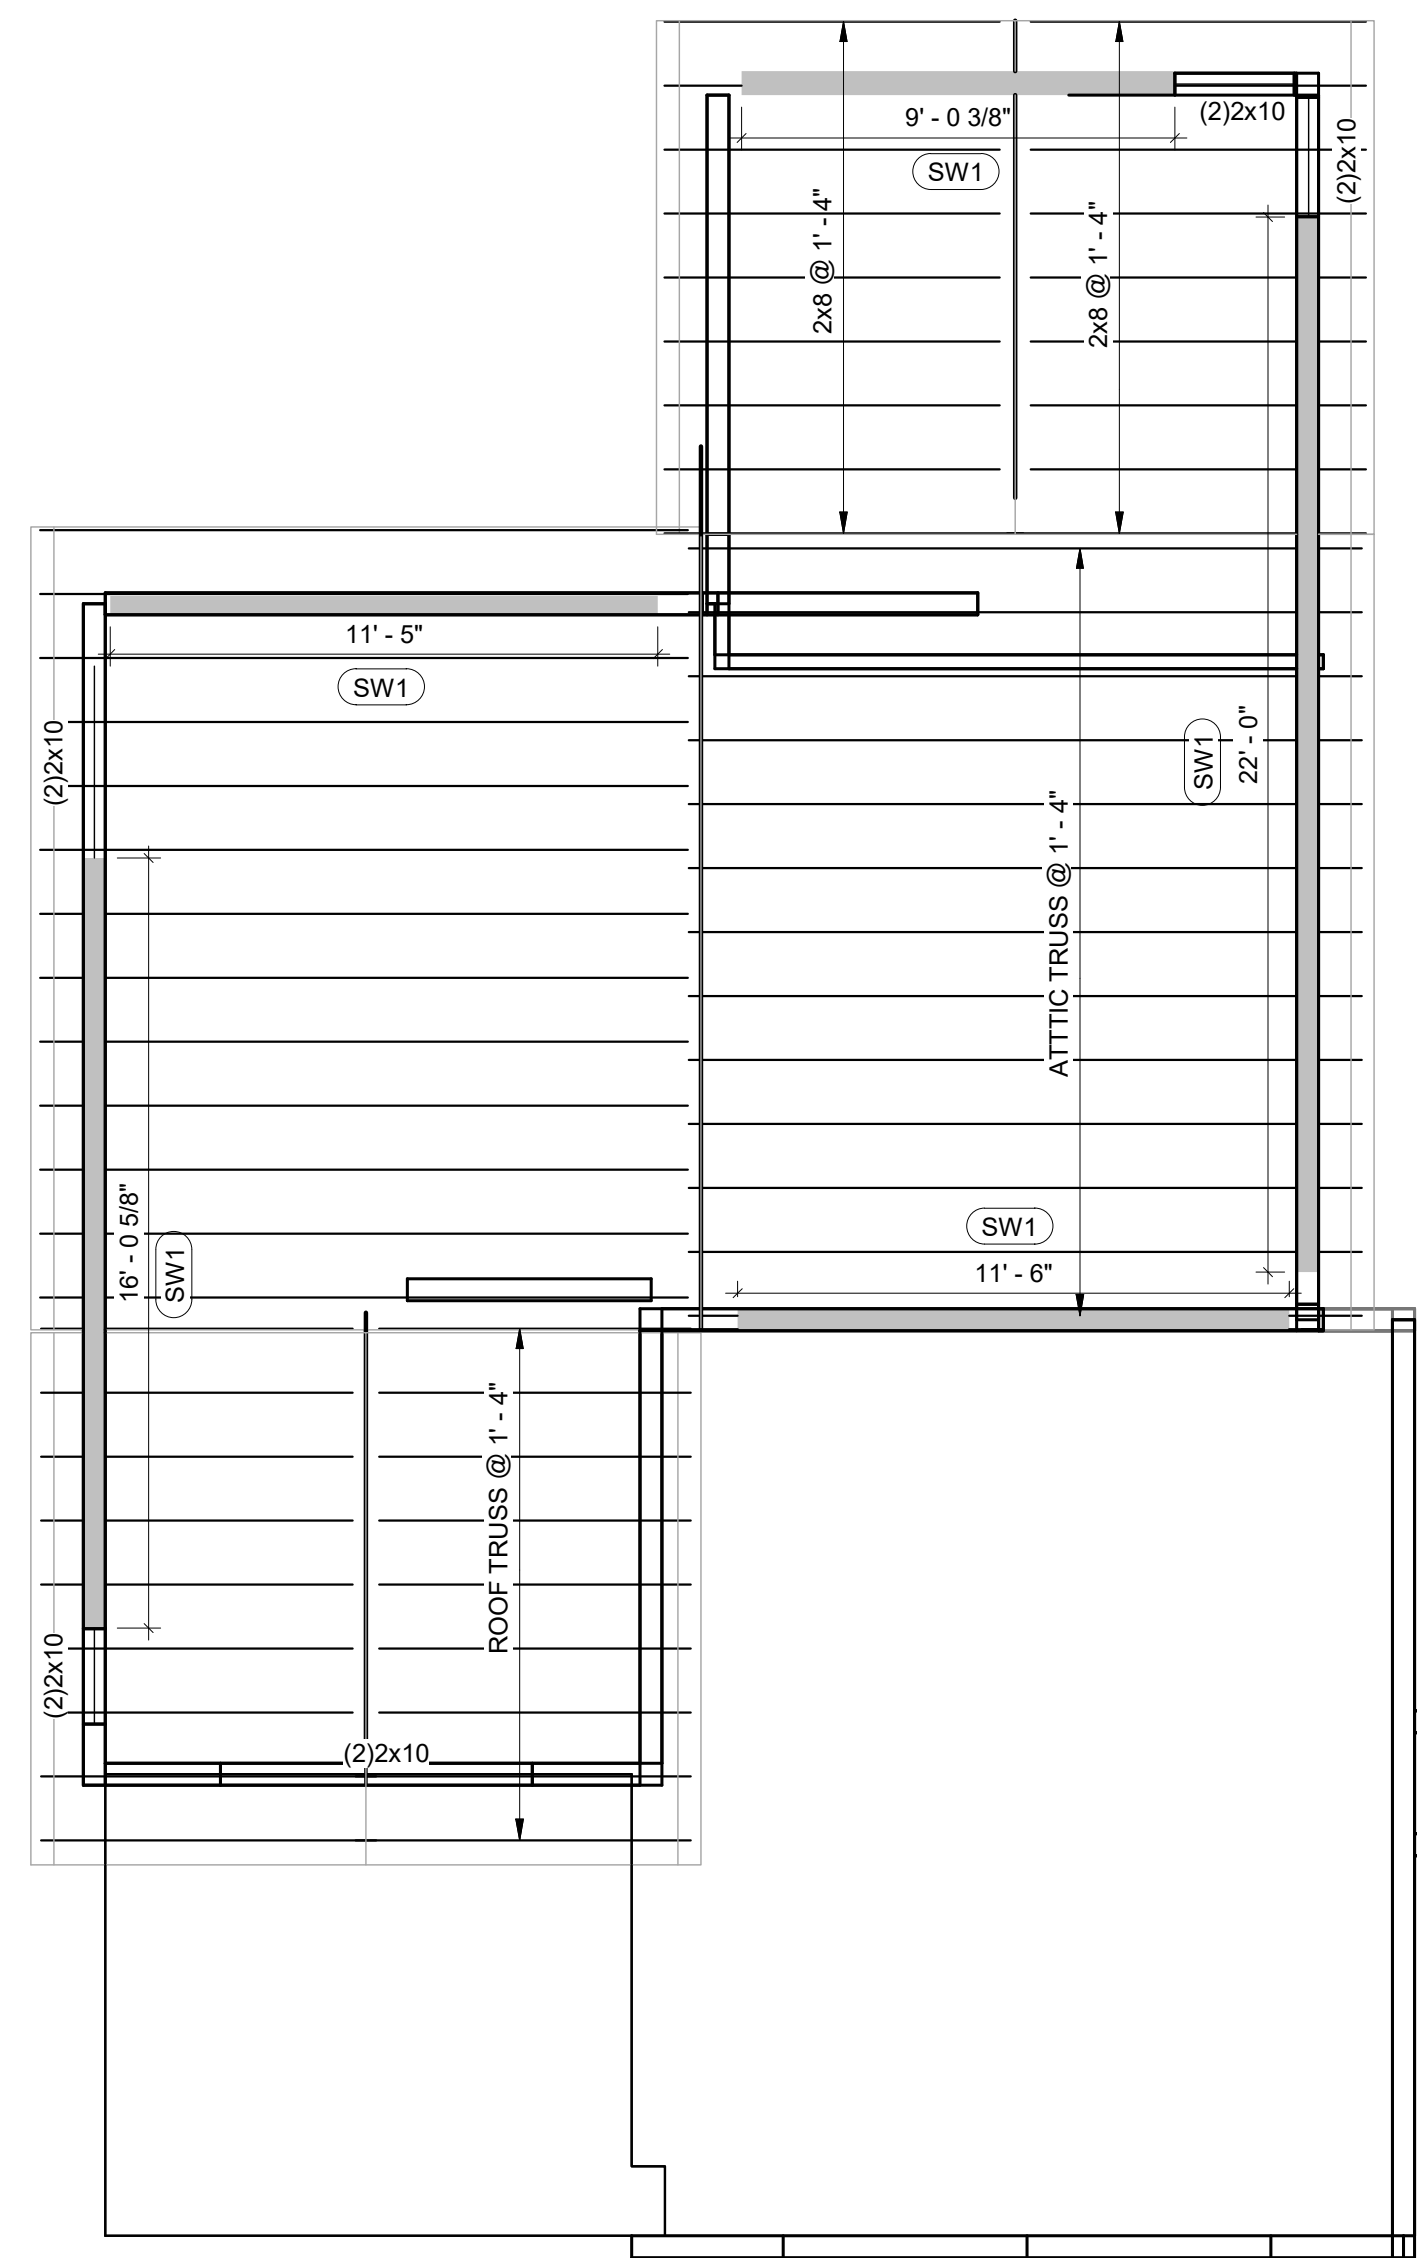 9' - 0 3/8"
(2)2x10
(2)2x10
SW1
2x8 @ 1' - 4"
2x8 @ 1' - 4"
11' - 5"
SW1
(2)2x10
SW1
22' - 0"
ATTTIC TRUSS @ 1' - 4"
16' - 0 5/8"
SW1
SW1
11' - 6"
ROOF TRUSS @ 1' - 4"
(2)2x10
(2)2x10